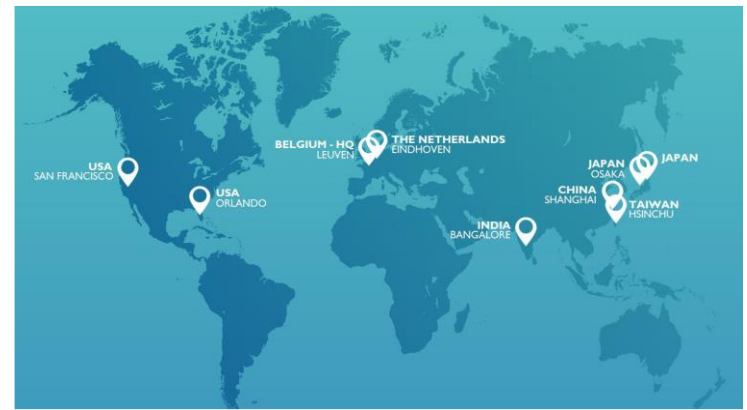 USA
SAN FRANCISCO
USA
ORLANDO
BELGIUM - HQ
LEUVEN
THE NETHERLANDS
EINDHOVEN
INDIA
BANGALORE
JAPAN
OSAKA
JAPAN
CHINA
SHANGHAI
TAIWAN
HSINCHU